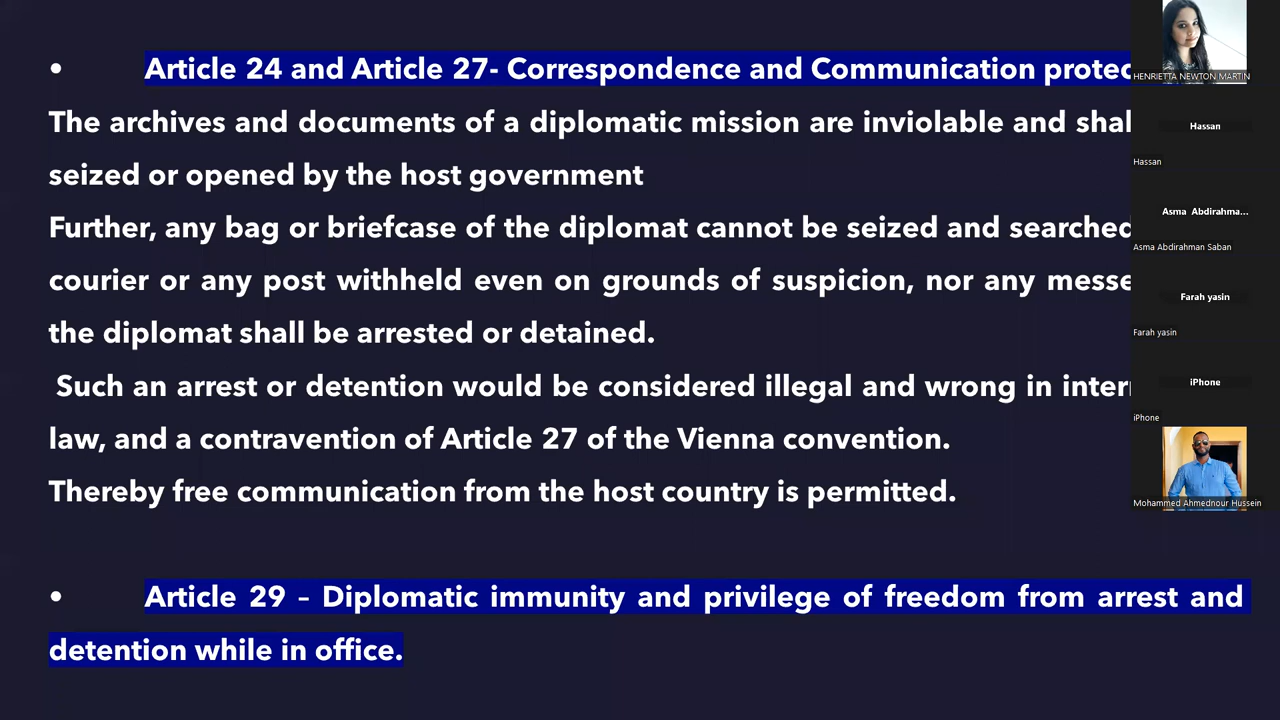 • Article 24 and Article 27- Correspondence and Communication
The archives and documents of a diplomatic mission are inviolable and
seized or opened by the host government
Further, any bag or briefcase of the diplomat cannot be seized and searched
courier or any post withheld even on grounds of suspicion, nor any
the diplomat shall be arrested or detained.
Such an arrest or detention would be considered illegal and wrong in
law, and a contravention of Article 27 of the Vienna convention.
Thereby free communication from the host country is permitted.
• Article 29 – Diplomatic immunity and privilege of freedom from arrest and
detention while in office.
HENRIETTA NEWTON MARTIN
Hassan
Hassan
Asma Abdirahma...
Asma Abdirahman Saban
Farah yasin
Farah yasin
iPhone
iPhone
Mohammed Ahmednour Hussein